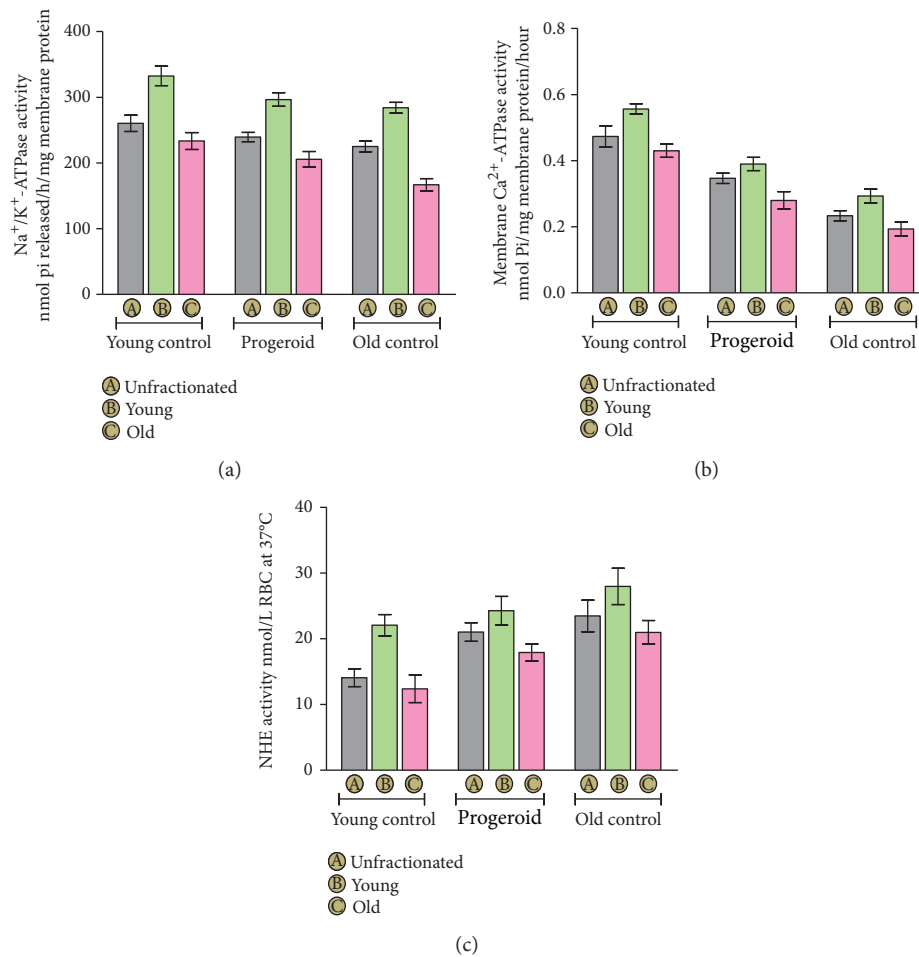 Na⁺/K⁺-ATPase activity
nmol pi released/h/mg membrane protein
400
300
200
100
0
A B C A B C A B C
Young control Progeroid Old control
A Unfractionated
B Young
C Old
(a)
Membrane Ca²⁺-ATPase activity
nmol Pi/mg membrane protein/hour
0.8
0.6
0.4
0.2
0.0
A B C A B C A B C
Young control Progeroid Old control
A Unfractionated
B Young
C Old
(b)
NHE activity nmol/L RBC at 37°C
40
30
20
10
0
A B C A B C A B C
Young control Progeroid Old control
A Unfractionated
B Young
C Old
(c)